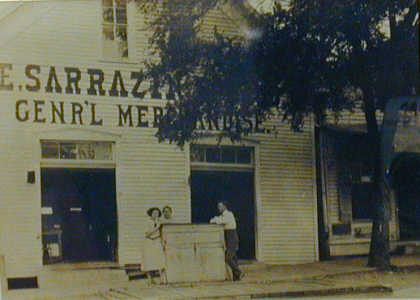 E. SARRAZIN
GENR'L MERCHANDISE.